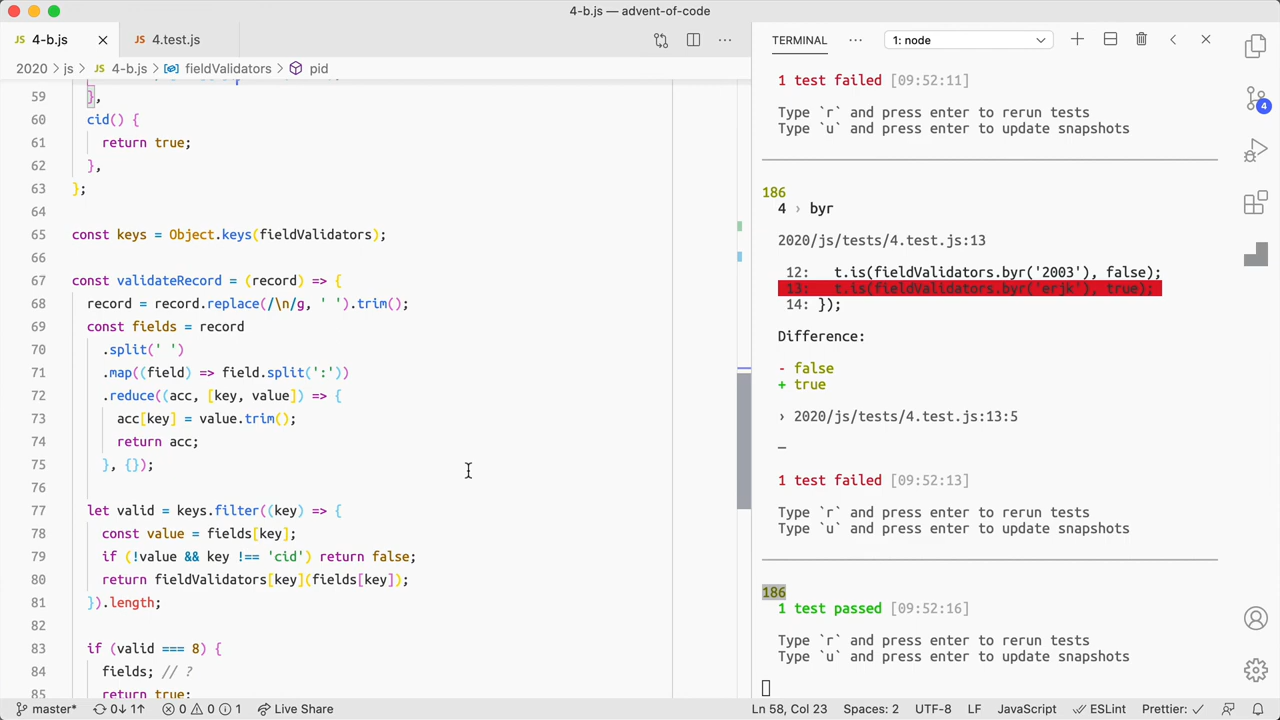 4-b.js — advent-of-code
JS 4-b.js
JS 4.test.js
TERMINAL
1: node
2020 › js › JS 4-b.js › fieldValidators › pid
59 },
60 cid() {
61 return true;
62 },
63 };
64
65 const keys = Object.keys(fieldValidators);
66
67 const validateRecord = (record) => {
68 record = record.replace(/\n/g, ' ').trim();
69 const fields = record
70 .split(' ')
71 .map((field) => field.split(':'))
72 .reduce((acc, [key, value]) => {
73 acc[key] = value.trim();
74 return acc;
75 }, {});
76
77 let valid = keys.filter((key) => {
78 const value = fields[key];
79 if (!value && key !== 'cid') return false;
80 return fieldValidators[key](fields[key]);
81 }).length;
82
83 if (valid === 8) {
84 fields; // ?
85 return true;
1 test failed [09:52:11]
Type `r` and press enter to rerun tests
Type `u` and press enter to update snapshots
186
4 › byr
2020/js/tests/4.test.js:13
12: t.is(fieldValidators.byr('2003'), false);
13: t.is(fieldValidators.byr('erjk'), true);
14: });
Difference:
- false
+ true
› 2020/js/tests/4.test.js:13:5
─
1 test failed [09:52:13]
Type `r` and press enter to rerun tests
Type `u` and press enter to update snapshots
186
1 test passed [09:52:16]
Type `r` and press enter to rerun tests
Type `u` and press enter to update snapshots
4
master* 0↓ 1↑ 0 0 1 Live Share Ln 58, Col 23 Spaces: 2 UTF-8 LF JavaScript ESLint Prettier: ✓